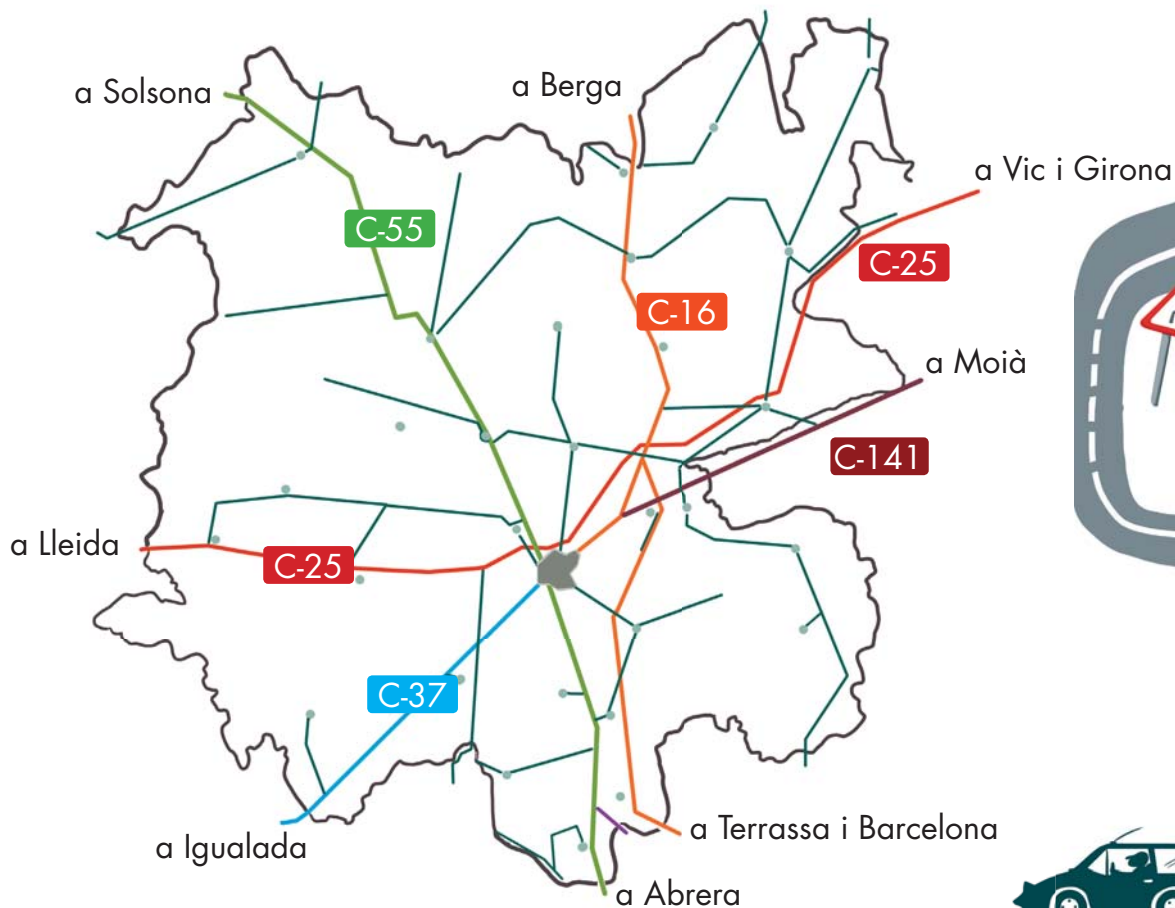 a Solsona
a Berga
a Vic i Girona
C-55
C-25
C-16
a Moià
C-141
a Lleida
C-25
C-37
a Igualada
a Terrassa i Barcelona
a Abrera